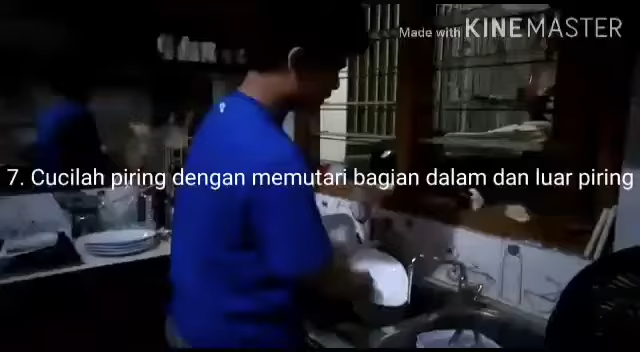 Made with KINEMASTER
7. Cucilah piring dengan memutari bagian dalam dan luar piring